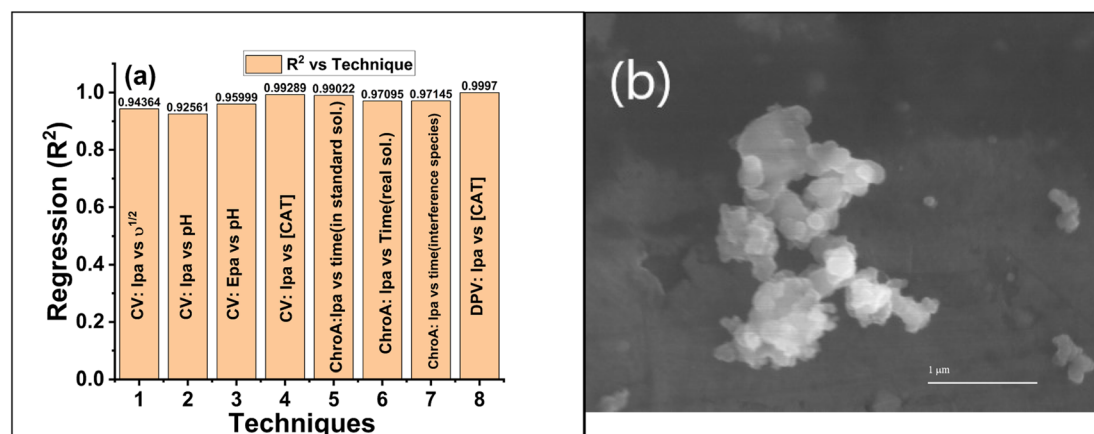 (a)
R² vs Technique
Regression (R²)
1.0
0.8
0.6
0.4
0.2
0.0
0.94364
0.92561
0.95999
0.99289
0.99022
0.97095
0.97145
0.9997
CV: Ipa vs υ^1/2
CV: Ipa vs pH
CV: Epa vs pH
CV: Ipa vs [CAT]
ChroA:Ipa vs time(in standard sol.)
ChroA: Ipa vs Time(real sol.)
ChroA: Ipa vs time(interference species)
DPV: Ipa vs [CAT]
1 2 3 4 5 6 7 8
Techniques
(b)
1 µm